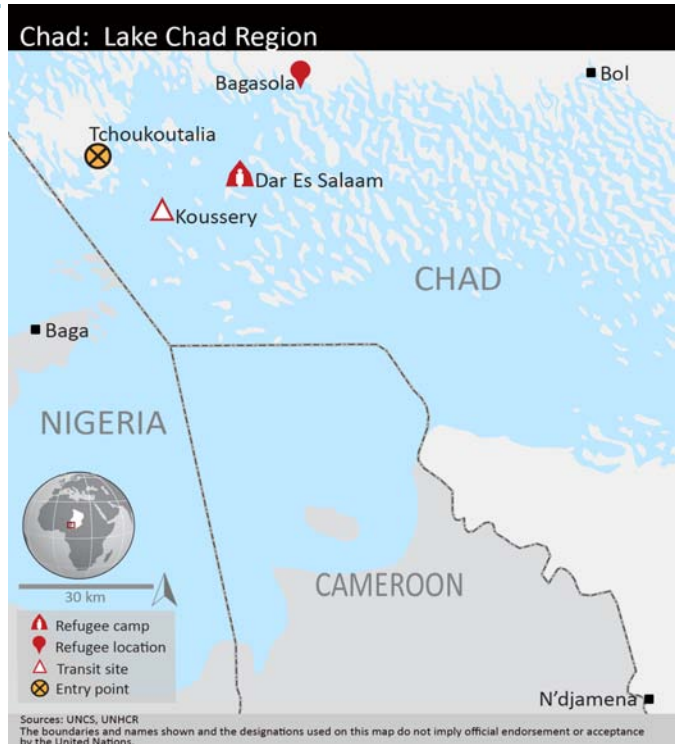 Chad: Lake Chad Region
Bagasola
Bol
Tchoukoutalia
Dar Es Salaam
Koussery
CHAD
Baga
NIGERIA
CAMEROON
30 km
Refugee camp
Refugee location
Transit site
Entry point
N'djamena
Sources: UNCS, UNHCR
The boundaries and names shown and the designations used on this map do not imply official endorsement or acceptance
by the United Nations.